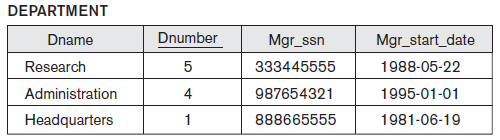 DEPARTMENT
Dname Dnumber Mgr_ssn Mgr_start_date
Research 5 333445555 1988-05-22
Administration 4 987654321 1995-01-01
Headquarters 1 888665555 1981-06-19